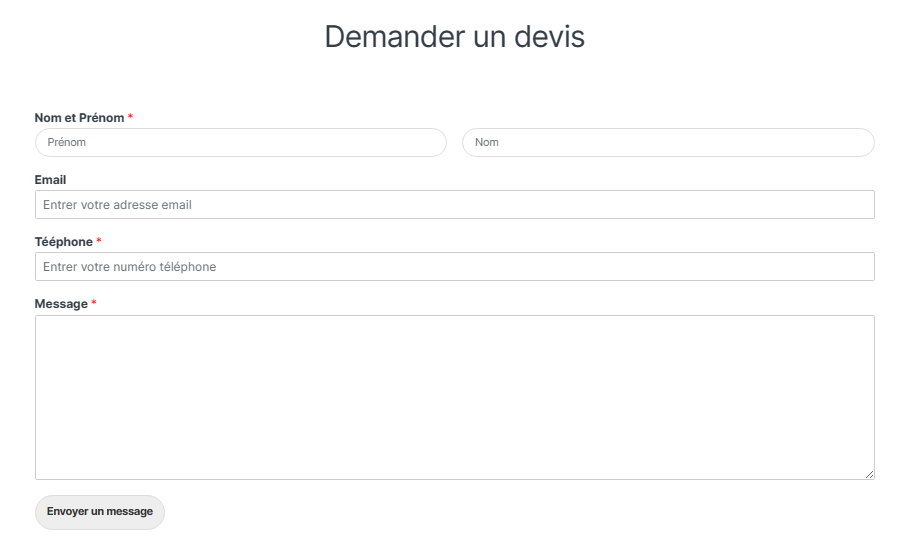 Demander un devis
Nom et Prénom *
Prénom Nom
Email
Entrer votre adresse email
Tééphone *
Entrer votre numéro téléphone
Message *
Envoyer un message